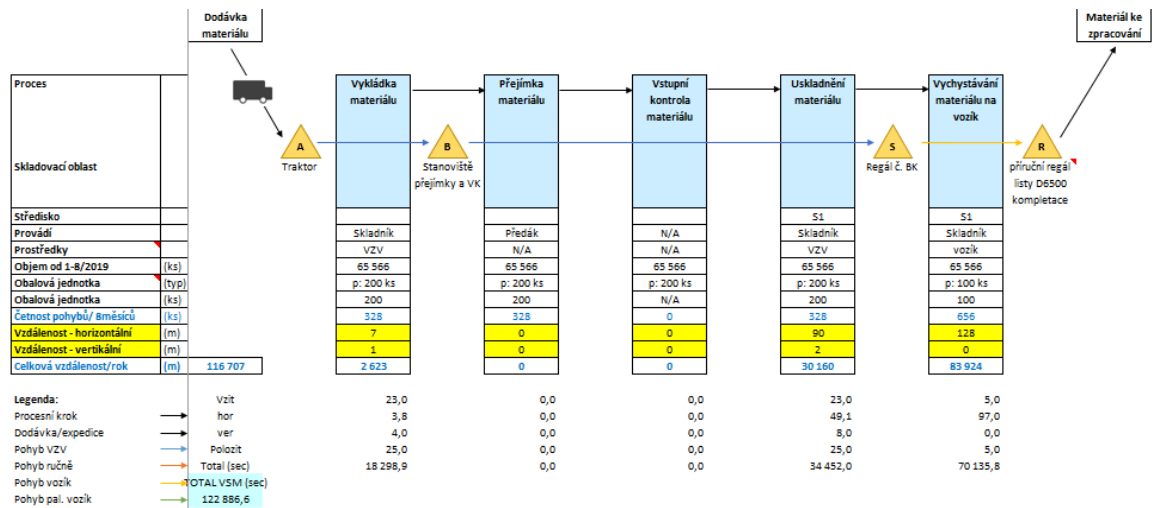 Dodávka
materiálu
Materiál ke
zpracování
Proces
Vykládka
materiálu
Přejímka
materiálu
Vstupní
kontrola
materiálu
Uskladnění
materiálu
Vychystávání
materiálu na
vozík
A
B
S
R
Skladovací oblast
Traktor
Stanoviště
přejímky a VK
Regál č. BK
příruční regál
listy D6500
kompletace
Středisko S1 S1
Provádí Skladník Předák N/A Skladník Skladník
Prostředky VZV N/A N/A VZV vozík
Objem od 1-8/2019 (ks) 65 566 65 566 65 566 65 566 65 566
Obalová jednotka (typ) p: 200 ks p: 200 ks p: 200 ks p: 200 ks p: 100 ks
Obalová jednotka (ks) 200 200 N/A 200 100
Četnost pohybů/ 8měsíců (ks) 328 328 0 328 656
Vzdálenost - horizontální (m) 7 0 0 90 128
Vzdálenost - vertikální (m) 1 0 0 2 0
Celková vzdálenost/rok (m) 116 707 2 623 0 0 30 160 83 924
Legenda: Vzít 23,0 0,0 0,0 23,0 5,0
Procesní krok hor 3,8 0,0 0,0 49,1 97,0
Dodávka/expedice ver 4,0 0,0 0,0 8,0 0,0
Pohyb VZV Polozit 25,0 0,0 0,0 25,0 5,0
Pohyb ručně Total (sec) 18 298,9 0,0 0,0 34 452,0 70 135,8
Pohyb vozík TOTAL VSM (sec)
Pohyb pal. vozík 122 886,6